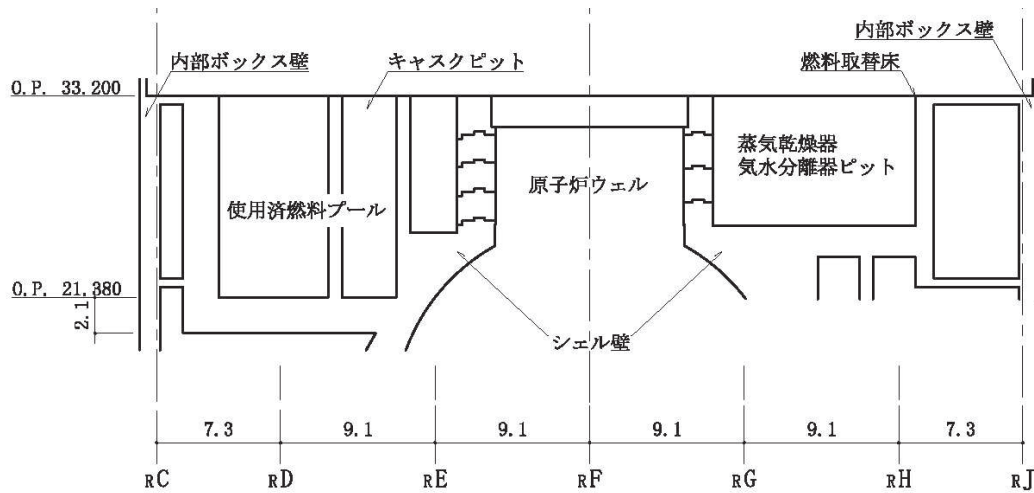 内部ボックス壁
内部ボックス壁
キャスクピット
燃料取替床
O.P. 33.200
蒸気乾燥器
気水分離器ピット
原子炉ウェル
使用済燃料プール
O.P. 21.380
2.1
シェル壁
7.3 9.1 9.1 9.1 9.1 7.3
RC RD RE RF RG RH RJ